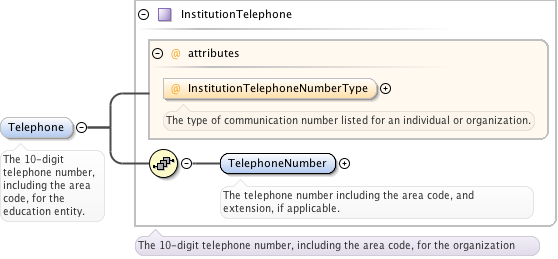 InstitutionTelephone
@ attributes
@ InstitutionTelephoneNumberType
The type of communication number listed for an individual or organization.
Telephone
The 10-digit
telephone number,
including the area
code, for the
education entity.
TelephoneNumber
The telephone number including the area code, and
extension, if applicable.
The 10-digit telephone number, including the area code, for the organization